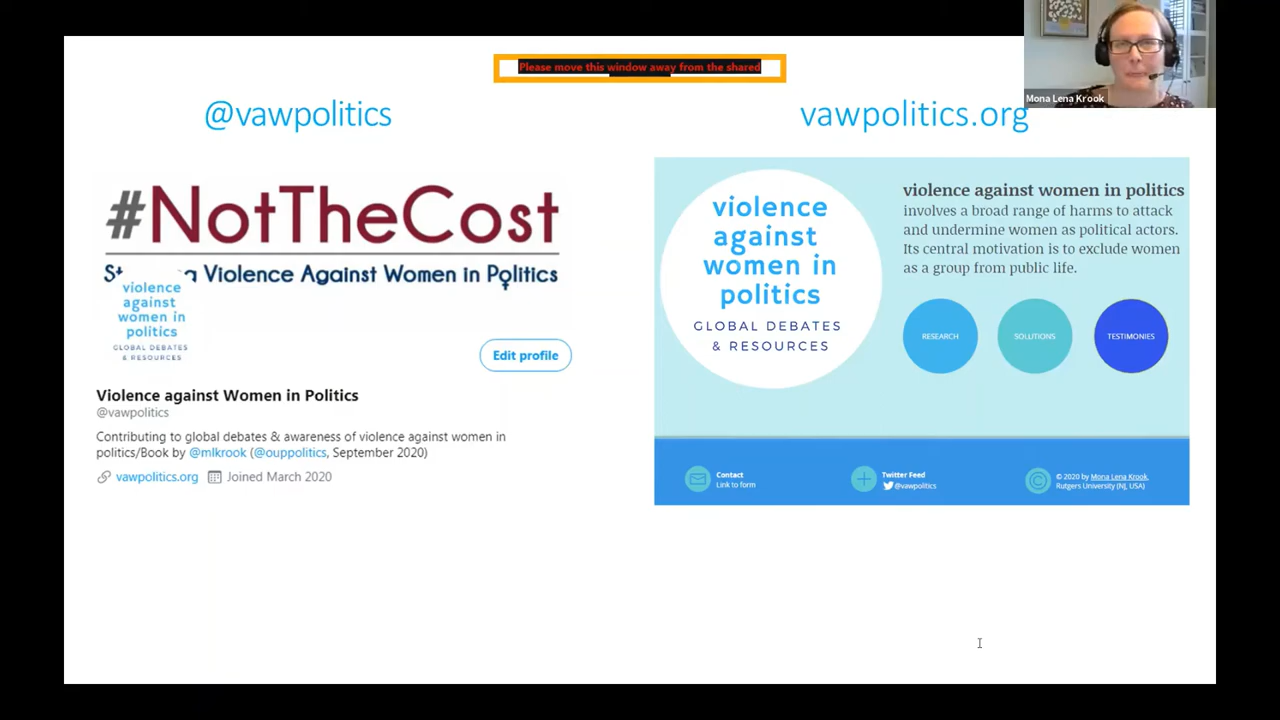 Please move this window away from the shared
Mona Lena Krook
@vawpolitics
vawpolitics.org
#NotTheCost
Violence Against Women in Politics
violence
against
women in
politics
GLOBAL DEBATES
& RESOURCES
Edit profile
Violence against Women in Politics
@vawpolitics
Contributing to global debates & awareness of violence against women in
politics/Book by @mlkrook (@ouppolitics, September 2020)
vawpolitics.org Joined March 2020
violence
against
women in
politics
GLOBAL DEBATES
& RESOURCES
violence against women in politics
involves a broad range of harms to attack
and undermine women as political actors.
Its central motivation is to exclude women
as a group from public life.
RESEARCH
SOLUTIONS
TESTIMONIES
Contact
Link to form
Twitter Feed
@vawpolitics
© 2020 by Mona Lena Krook,
Rutgers University (NJ, USA)